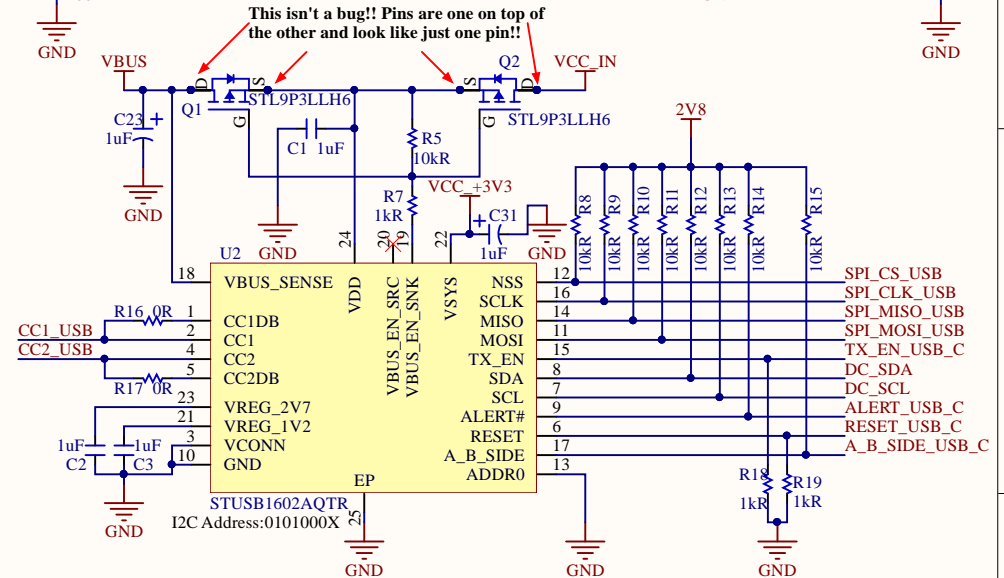 This isn't a bug!! Pins are one on top of
the other and look like just one pin!!
GND
GND
VBUS
D
S
Q1
STL9P3LLH6
G
S
Q2
D
VCC_IN
G
STL9P3LLH6
C23
1uF
C1 1uF
R5
10kR
GND
GND
R7
1kR
VCC_+3V3
C31
1uF
GND
2V8
R8
R9
R10
R11
R12
R13
R14
R15
10kR
10kR
10kR
10kR
10kR
10kR
10kR
10kR
U2
24
20
19
22
VDD
VBUS_EN_SRC
VBUS_EN_SNK
VSYS
18 VBUS_SENSE
R16 0R
1 CC1DB
CC1_USB 2 CC1
CC2_USB 4 CC2
R17 0R
5 CC2DB
23 VREG_2V7
21 VREG_1V2
3 VCONN
10 GND
1uF
C2
1uF
C3
GND
NSS 12 SPI_CS_USB
SCLK 16 SPI_CLK_USB
MISO 14 SPI_MISO_USB
MOSI 11 SPI_MOSI_USB
TX_EN 15 TX_EN_USB_C
SDA 8 DC_SDA
SCL 7 DC_SCL
ALERT# 9 ALERT_USB_C
RESET 6 RESET_USB_C
A_B_SIDE 17 A_B_SIDE_USB_C
ADDR0 13
EP
25
STUSB1602AQTR
I2C Address:0101000X
R18
1kR
R19
1kR
GND
GND
GND